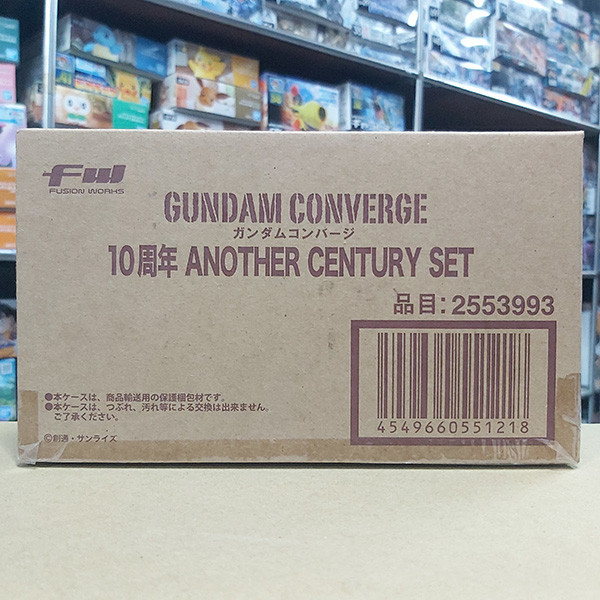 FW
FUSION WORKS
GUNDAM CONVERGE
ガンダムコンバージ
10周年 ANOTHER CENTURY SET
品目:2553993
●本ケースは、商品輸送用の保護梱包材です。
●本ケースは、つぶれ、汚れ等による交換は出来ません。
ご了承ください。
©創通・サンライズ
4549660551218